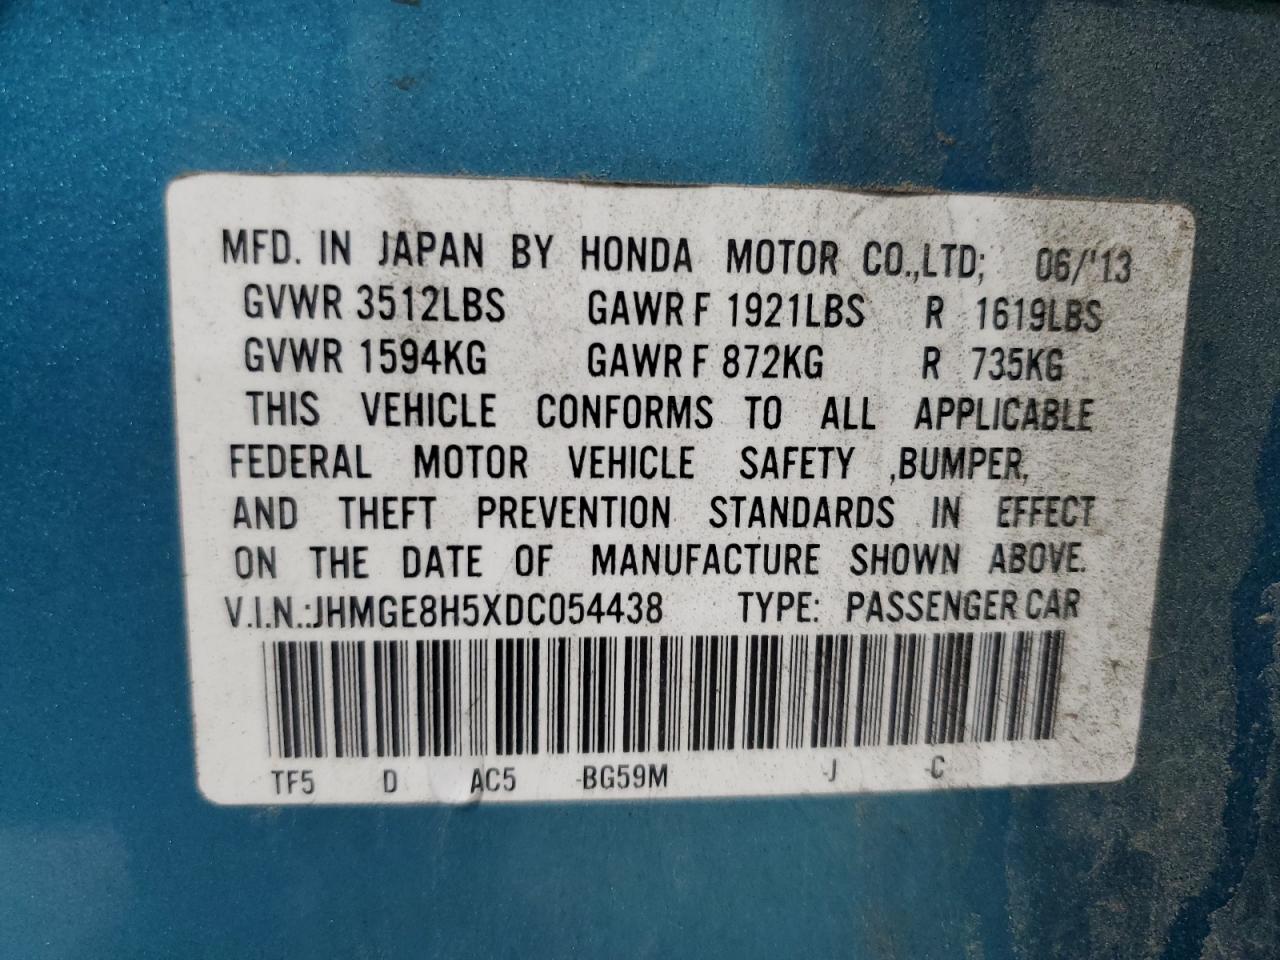 MFD. IN JAPAN BY HONDA MOTOR CO.,LTD; 06/'13
GVWR 3512LBS GAWR F 1921LBS R 1619LBS
GVWR 1594KG GAWR F 872KG R 735KG
THIS VEHICLE CONFORMS TO ALL APPLICABLE
FEDERAL MOTOR VEHICLE SAFETY ,BUMPER,
AND THEFT PREVENTION STANDARDS IN EFFECT
ON THE DATE OF MANUFACTURE SHOWN ABOVE.
V.I.N.:JHMGE8H5XDC054438 TYPE: PASSENGER CAR
TF5 D AC5 -BG59M -J -C